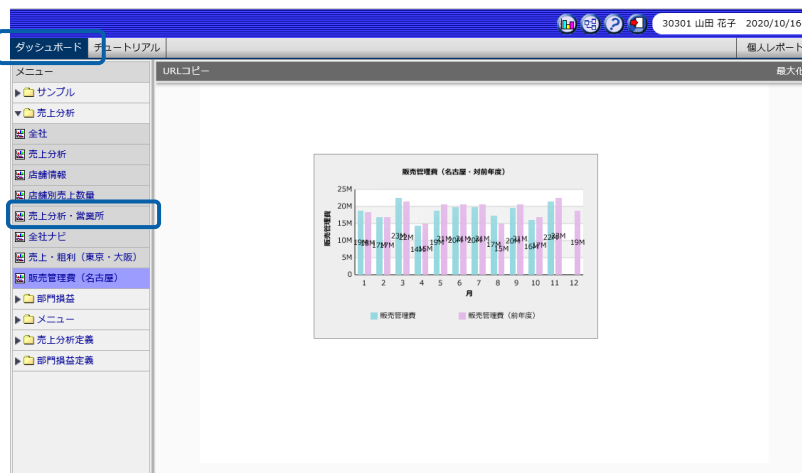 30301 山田 花子 2020/10/16
ダッシュボード チュートリアル 個人レポート
メニュー URLコピー 最大化
サンプル
売上分析
全社
売上分析
店舗情報
店舗別売上数量
売上分析・営業所
全社ナビ
売上・粗利（東京・大阪）
販売管理費（名古屋）
部門損益
メニュー
売上分析定義
部門損益定義
販売管理費（名古屋・対前年度）
販売管理費
25M
20M
15M
10M
5M
0
1 2 3 4 5 6 7 8 9 10 11 12
月
販売管理費 販売管理費（前年度）